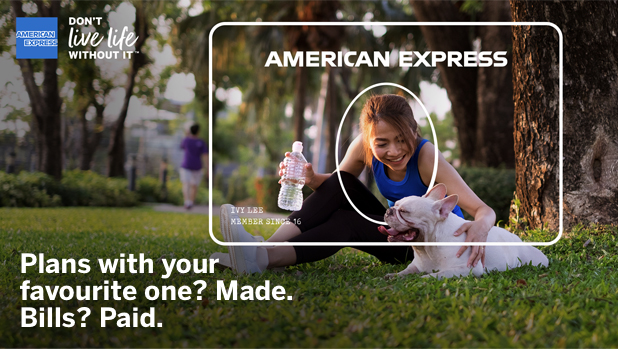 AMERICAN
EXPRESS
DON'T
live life
WITHOUT IT™
AMERICAN EXPRESS
IVY LEE
MEMBER SINCE 16
Plans with your
favourite one? Made.
Bills? Paid.